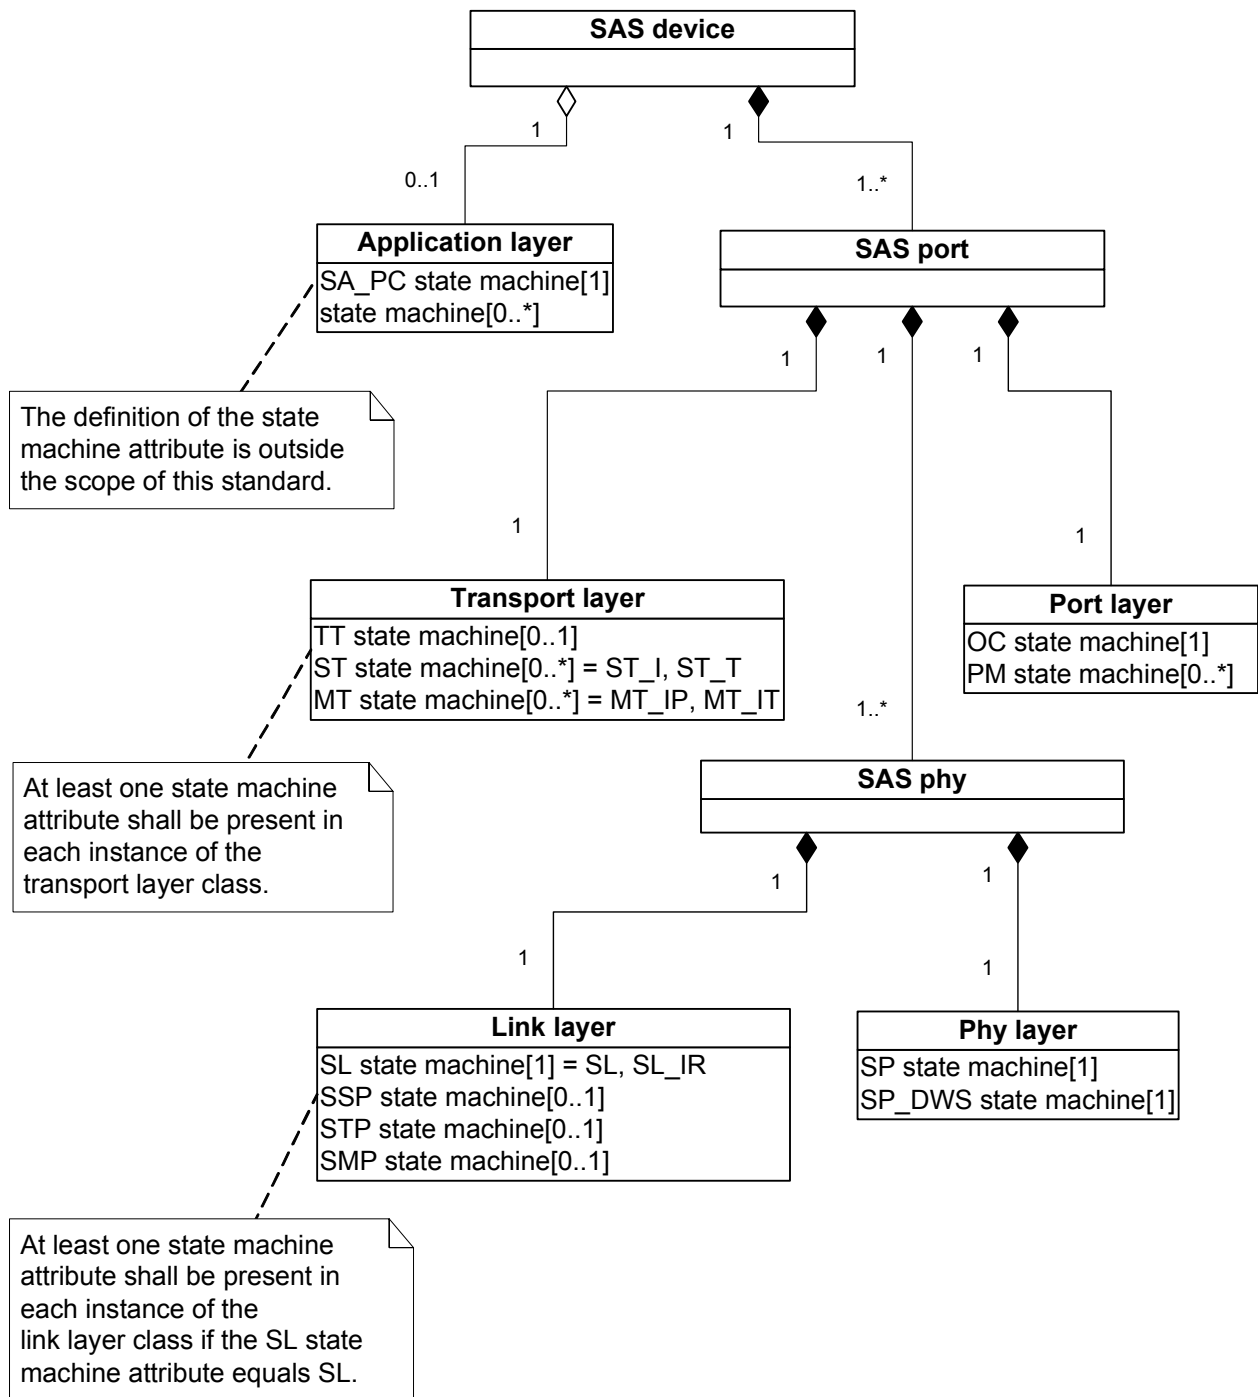 SAS device
1
1
0..1
1..*
Application layer
SA_PC state machine[1]
state machine[0..*]
SAS port
1
1
1
The definition of the state
machine attribute is outside
the scope of this standard.
1
1
Transport layer
TT state machine[0..1]
ST state machine[0..*] = ST_I, ST_T
MT state machine[0..*] = MT_IP, MT_IT
Port layer
OC state machine[1]
PM state machine[0..*]
1..*
At least one state machine
attribute shall be present in
each instance of the
transport layer class.
SAS phy
1
1
1
1
Link layer
SL state machine[1] = SL, SL_IR
SSP state machine[0..1]
STP state machine[0..1]
SMP state machine[0..1]
Phy layer
SP state machine[1]
SP_DWS state machine[1]
At least one state machine
attribute shall be present in
each instance of the
link layer class if the SL state
machine attribute equals SL.